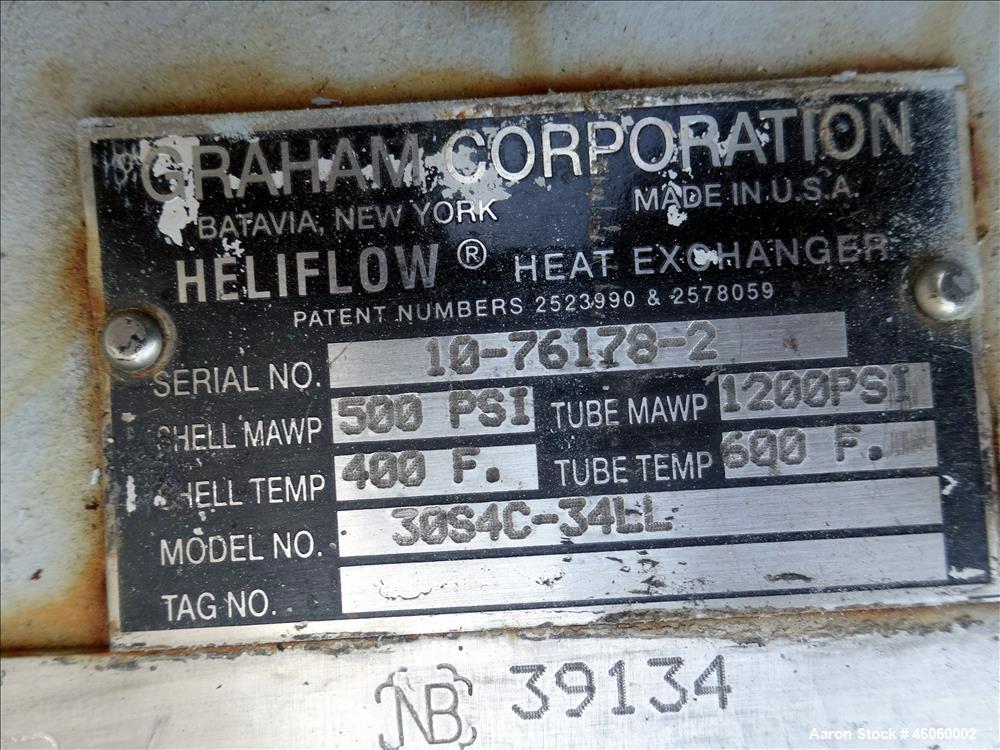 GRAHAM CORPORATION
BATAVIA, NEW YORK MADE IN U.S.A.
HELIFLOW ® HEAT EXCHANGER
PATENT NUMBERS 2523990 & 2578059
SERIAL NO. 10-76178-2
SHELL MAWP 500 PSI TUBE MAWP 1200PSI
SHELL TEMP 400 F. TUBE TEMP 600 F.
MODEL NO. 30S4C-34LL
TAG NO.
NB 39134
Aaron Stock # 46060002